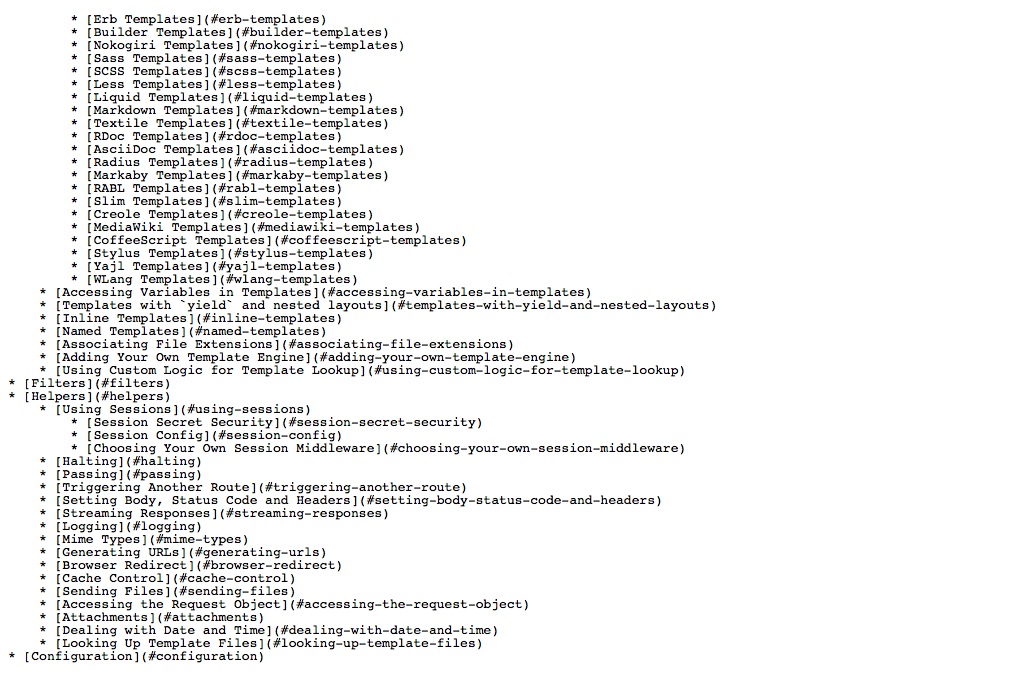 * [Erb Templates](#erb-templates)
        * [Builder Templates](#builder-templates)
        * [Nokogiri Templates](#nokogiri-templates)
        * [Sass Templates](#sass-templates)
        * [SCSS Templates](#scss-templates)
        * [Less Templates](#less-templates)
        * [Liquid Templates](#liquid-templates)
        * [Markdown Templates](#markdown-templates)
        * [Textile Templates](#textile-templates)
        * [RDoc Templates](#rdoc-templates)
        * [AsciiDoc Templates](#asciidoc-templates)
        * [Radius Templates](#radius-templates)
        * [Markaby Templates](#markaby-templates)
        * [RABL Templates](#rabl-templates)
        * [Slim Templates](#slim-templates)
        * [Creole Templates](#creole-templates)
        * [MediaWiki Templates](#mediawiki-templates)
        * [CoffeeScript Templates](#coffeescript-templates)
        * [Stylus Templates](#stylus-templates)
        * [Yajl Templates](#yajl-templates)
        * [WLang Templates](#wlang-templates)
    * [Accessing Variables in Templates](#accessing-variables-in-templates)
    * [Templates with `yield` and nested layouts](#templates-with-yield-and-nested-layouts)
    * [Inline Templates](#inline-templates)
    * [Named Templates](#named-templates)
    * [Associating File Extensions](#associating-file-extensions)
    * [Adding Your Own Template Engine](#adding-your-own-template-engine)
    * [Using Custom Logic for Template Lookup](#using-custom-logic-for-template-lookup)
* [Filters](#filters)
* [Helpers](#helpers)
    * [Using Sessions](#using-sessions)
        * [Session Secret Security](#session-secret-security)
        * [Session Config](#session-config)
        * [Choosing Your Own Session Middleware](#choosing-your-own-session-middleware)
    * [Halting](#halting)
    * [Passing](#passing)
    * [Triggering Another Route](#triggering-another-route)
    * [Setting Body, Status Code and Headers](#setting-body-status-code-and-headers)
    * [Streaming Responses](#streaming-responses)
    * [Logging](#logging)
    * [Mime Types](#mime-types)
    * [Generating URLs](#generating-urls)
    * [Browser Redirect](#browser-redirect)
    * [Cache Control](#cache-control)
    * [Sending Files](#sending-files)
    * [Accessing the Request Object](#accessing-the-request-object)
    * [Attachments](#attachments)
    * [Dealing with Date and Time](#dealing-with-date-and-time)
    * [Looking Up Template Files](#looking-up-template-files)
* [Configuration](#configuration)